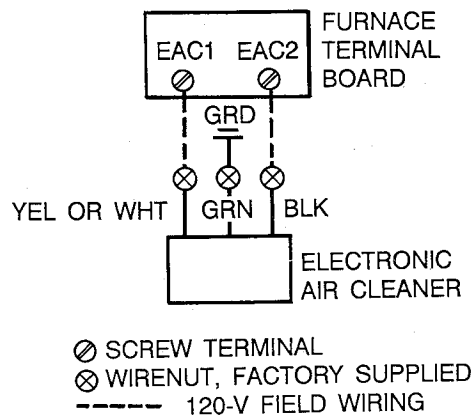 FURNACE
TERMINAL
BOARD
EAC1 EAC2
GRD
YEL OR WHT GRN BLK
ELECTRONIC
AIR CLEANER
SCREW TERMINAL
WIRENUT, FACTORY SUPPLIED
120-V FIELD WIRING